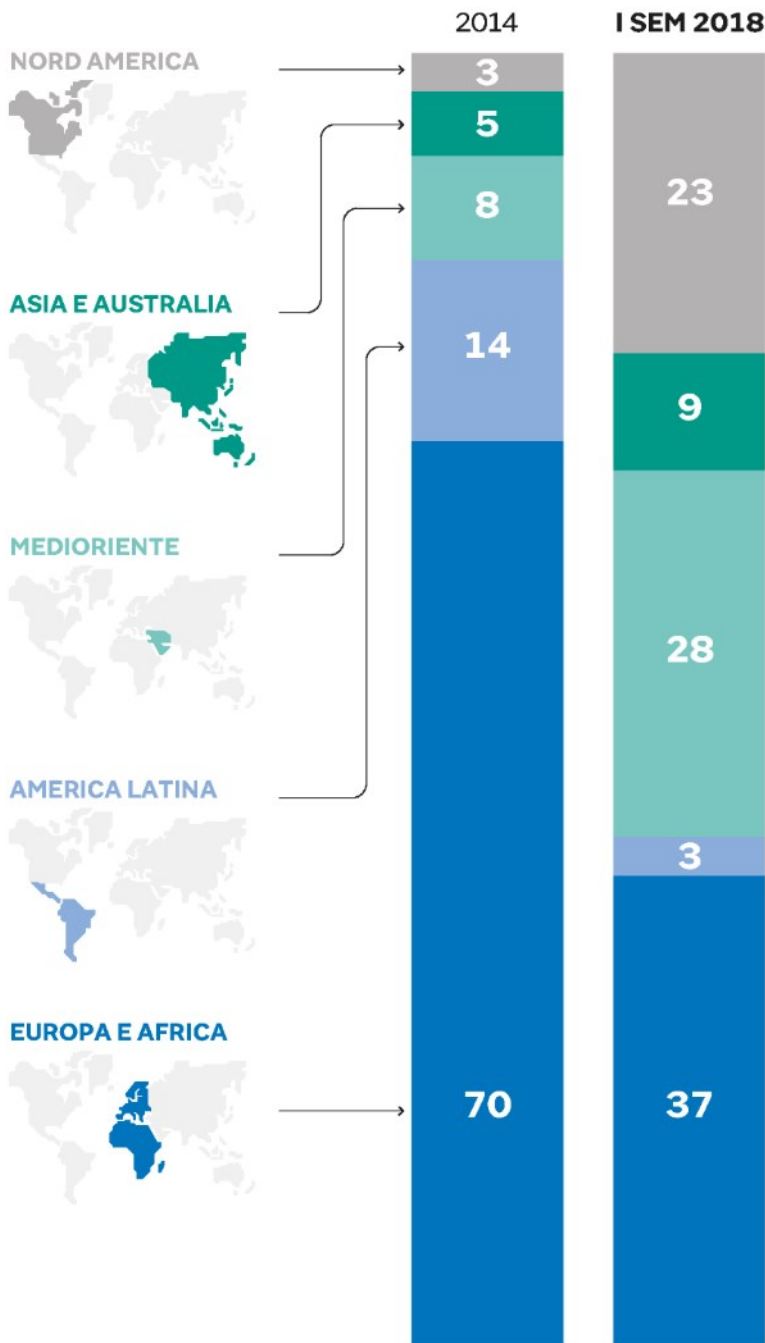 2014
I SEM 2018
NORD AMERICA
3
23
ASIA E AUSTRALIA
5
9
MEDIORIENTE
8
28
AMERICA LATINA
14
3
EUROPA E AFRICA
70
37